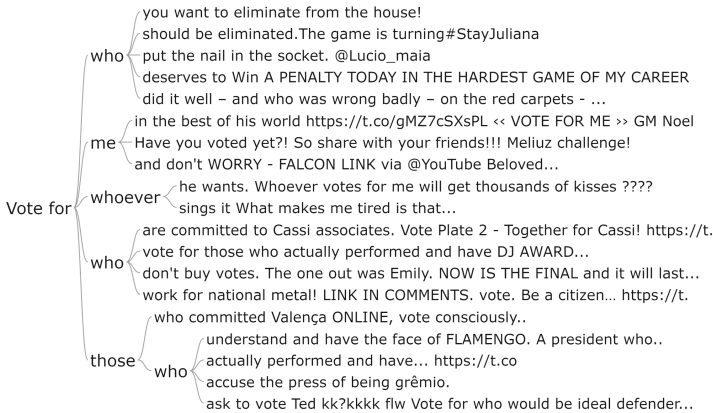 you want to eliminate from the house!
who
should be eliminated.The game is turning#StayJuliana
put the nail in the socket. @Lucio_maia
deserves to Win A PENALTY TODAY IN THE HARDEST GAME OF MY CAREER
did it well – and who was wrong badly – on the red carpets - ...
me
in the best of his world https://t.co/gMZ7cSXsPL ‹‹ VOTE FOR ME ›› GM Noel
Have you voted yet?! So share with your friends!!! Meliuz challenge!
and don't WORRY - FALCON LINK via @YouTube Beloved...
Vote for
whoever
he wants. Whoever votes for me will get thousands of kisses ????
sings it What makes me tired is that...
who
are committed to Cassi associates. Vote Plate 2 - Together for Cassi! https://t.
vote for those who actually performed and have DJ AWARD...
don't buy votes. The one out was Emily. NOW IS THE FINAL and it will last...
work for national metal! LINK IN COMMENTS. vote. Be a citizen... https://t.
those
who committed Valença ONLINE, vote consciously..
who
understand and have the face of FLAMENGO. A president who..
actually performed and have... https://t.co
accuse the press of being grêmio.
ask to vote Ted kk?kkkk flw Vote for who would be ideal defender...